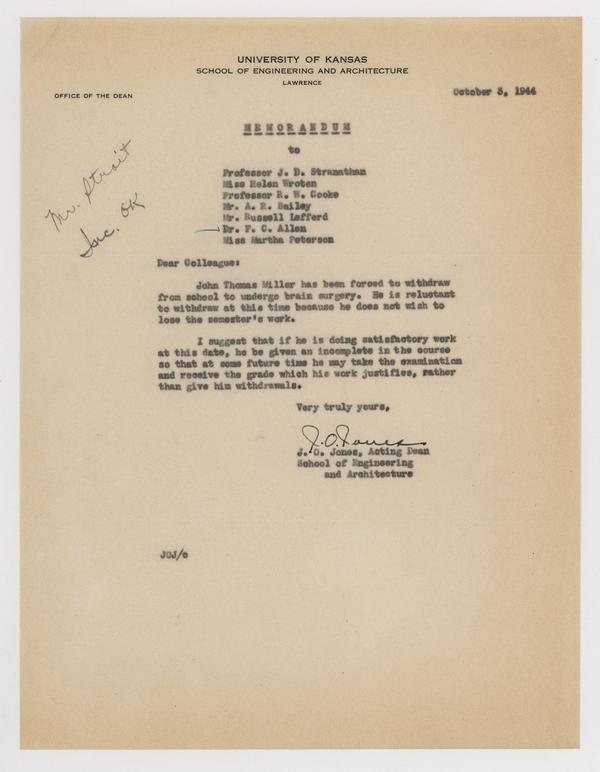 UNIVERSITY OF KANSAS
SCHOOL OF ENGINEERING AND ARCHITECTURE
LAWRENCE
OFFICE OF THE DEAN
October 3, 1944
MEMORANDUM
to
Mr. Strait
Inc. OK
Professor J. D. Stranathan
Miss Helen Wroten
Professor R. W. Cooke
Mr. A. R. Bailey
Mr. Russell Lefferd
Dr. F. C. Allen
Miss Martha Peterson
Dear Colleague:
John Thomas Miller has been forced to withdraw
from school to undergo brain surgery. He is reluctant
to withdraw at this time because he does not wish to
lose the semester's work.
I suggest that if he is doing satisfactory work
at this date, he be given an incomplete in the course
so that at some future time he may take the examination
and receive the grade which his work justifies, rather
than give him withdrawals.
Very truly yours,
J.O. Jones
J. O. Jones, Acting Dean
School of Engineering
and Architecture
JOJ/c